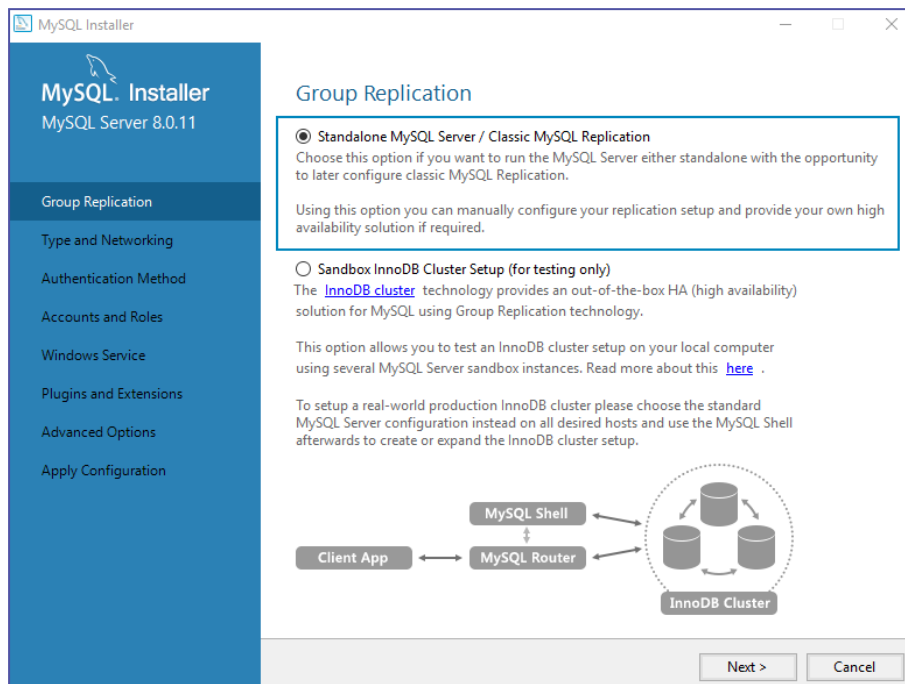 MySQL Installer
MySQL. Installer
MySQL Server 8.0.11
Group Replication
Type and Networking
Authentication Method
Accounts and Roles
Windows Service
Plugins and Extensions
Advanced Options
Apply Configuration
Group Replication
Standalone MySQL Server / Classic MySQL Replication
Choose this option if you want to run the MySQL Server either standalone with the opportunity
to later configure classic MySQL Replication.
Using this option you can manually configure your replication setup and provide your own high
availability solution if required.
Sandbox InnoDB Cluster Setup (for testing only)
The InnoDB cluster technology provides an out-of-the-box HA (high availability)
solution for MySQL using Group Replication technology.
This option allows you to test an InnoDB cluster setup on your local computer
using several MySQL Server sandbox instances. Read more about this here .
To setup a real-world production InnoDB cluster please choose the standard
MySQL Server configuration instead on all desired hosts and use the MySQL Shell
afterwards to create or expand the InnoDB cluster setup.
MySQL Shell
Client App
MySQL Router
InnoDB Cluster
Next >
Cancel